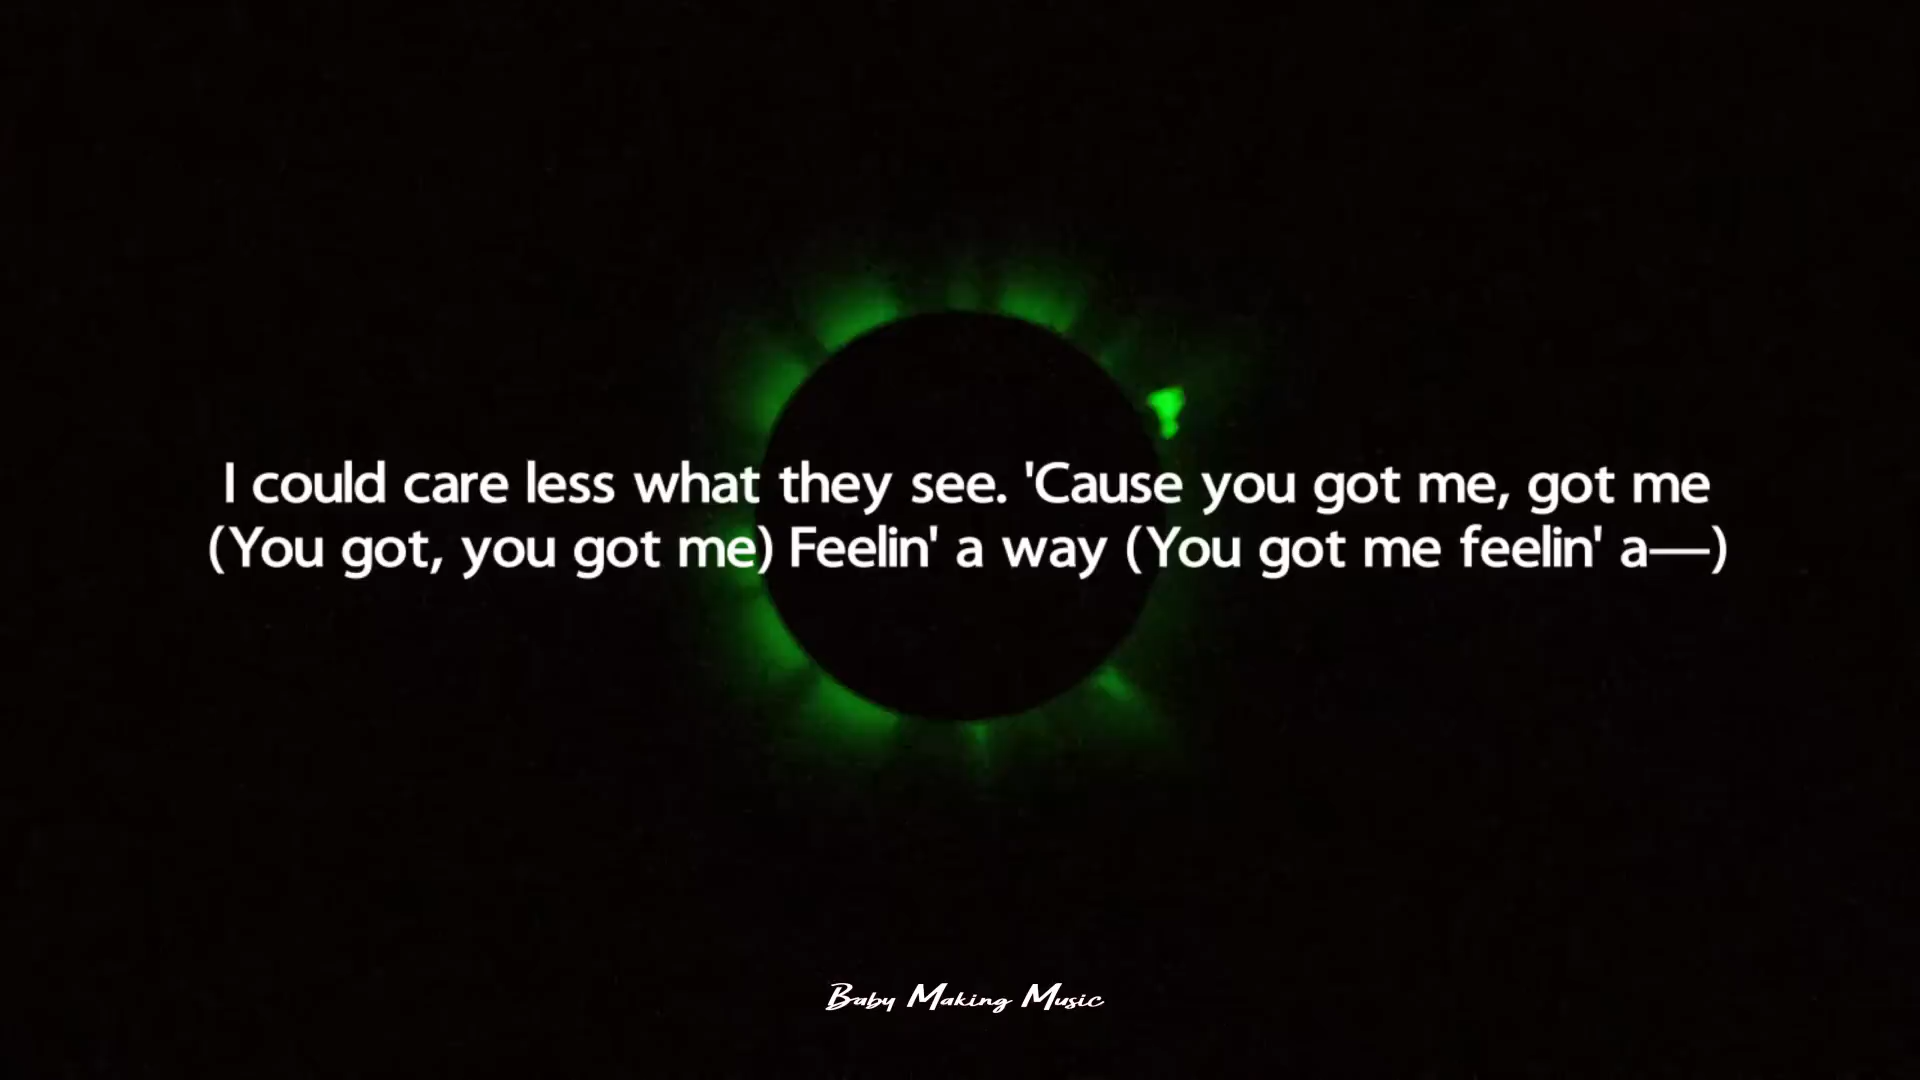 I could care less what they see. 'Cause you got me, got me
(You got, you got me) Feelin' a way (You got me feelin' a—)
Baby Making Music